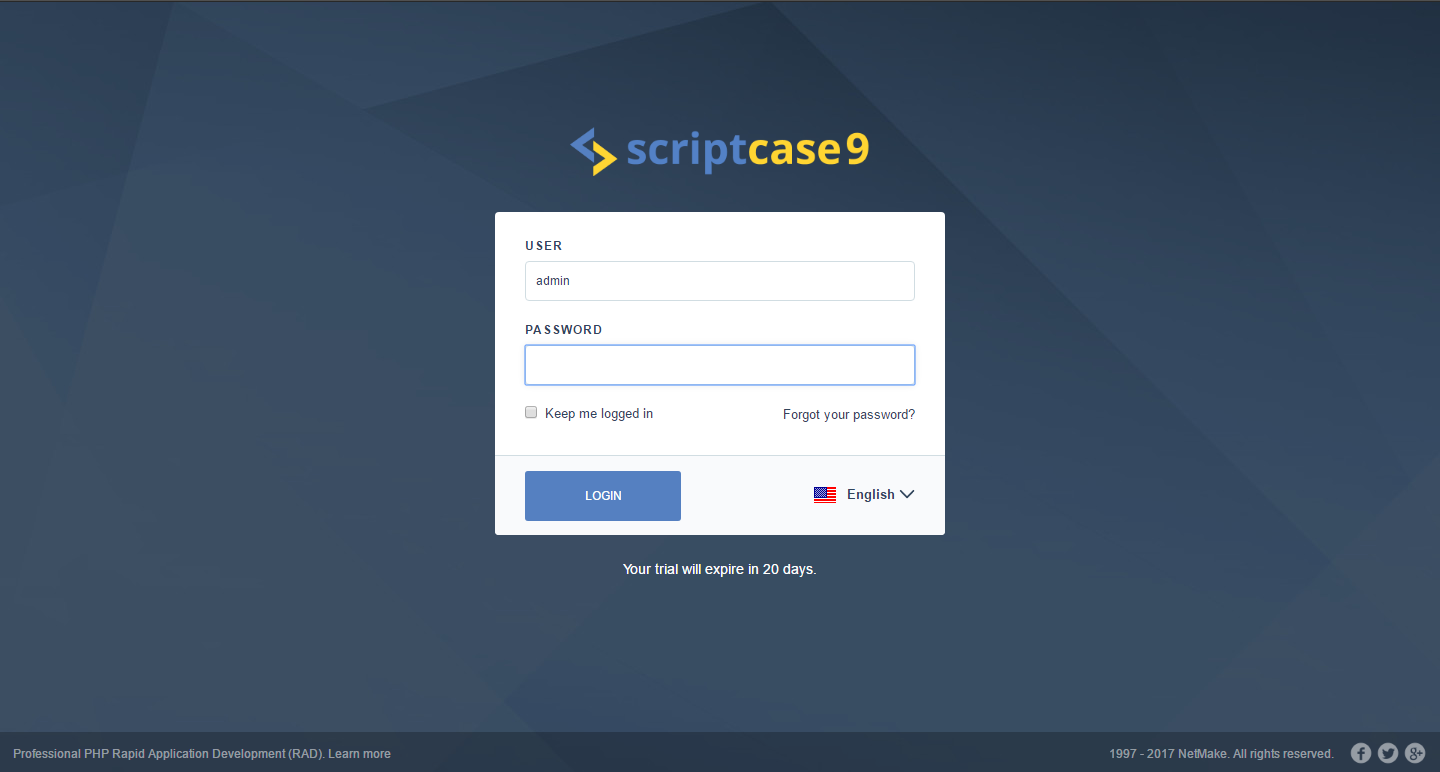 scriptcase9
USER
admin
PASSWORD
Keep me logged in
Forgot your password?
LOGIN
English
Your trial will expire in 20 days.
Professional PHP Rapid Application Development (RAD). Learn more
1997 - 2017 NetMake. All rights reserved.